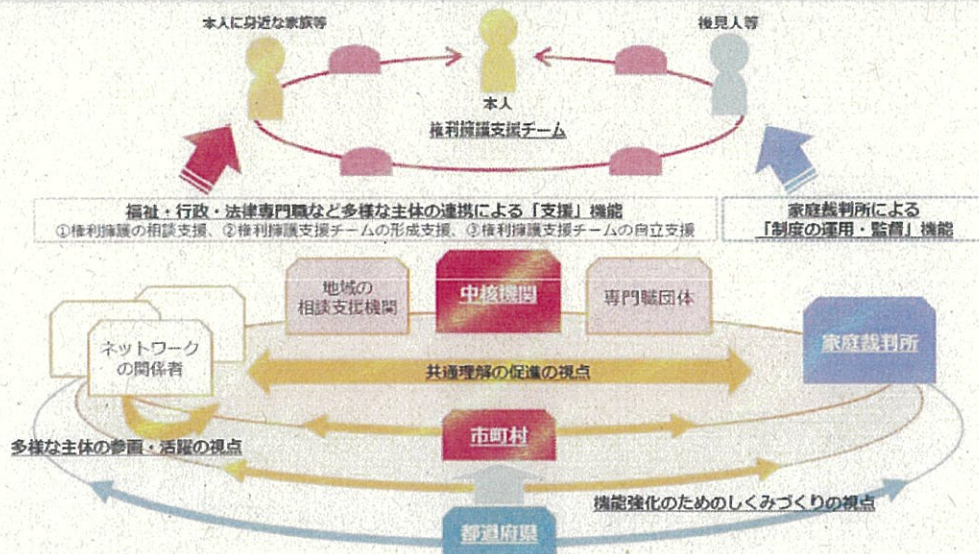 本人に身近な家族等
後見人等
本人
権利擁護支援チーム
福祉・行政・法律専門職など多様な主体の連携による「支援」機能
①権利擁護の相談支援、②権利擁護支援チームの形成支援、③権利擁護支援チームの自立支援
家庭裁判所による
「制度の運用・監督」機能
地域の
相談支援機関
中核機関
専門職団体
ネットワーク
の関係者
家庭裁判所
共通理解の促進の視点
市町村
多様な主体の参画・活躍の視点
機能強化のためのしくみづくりの視点
都道府県